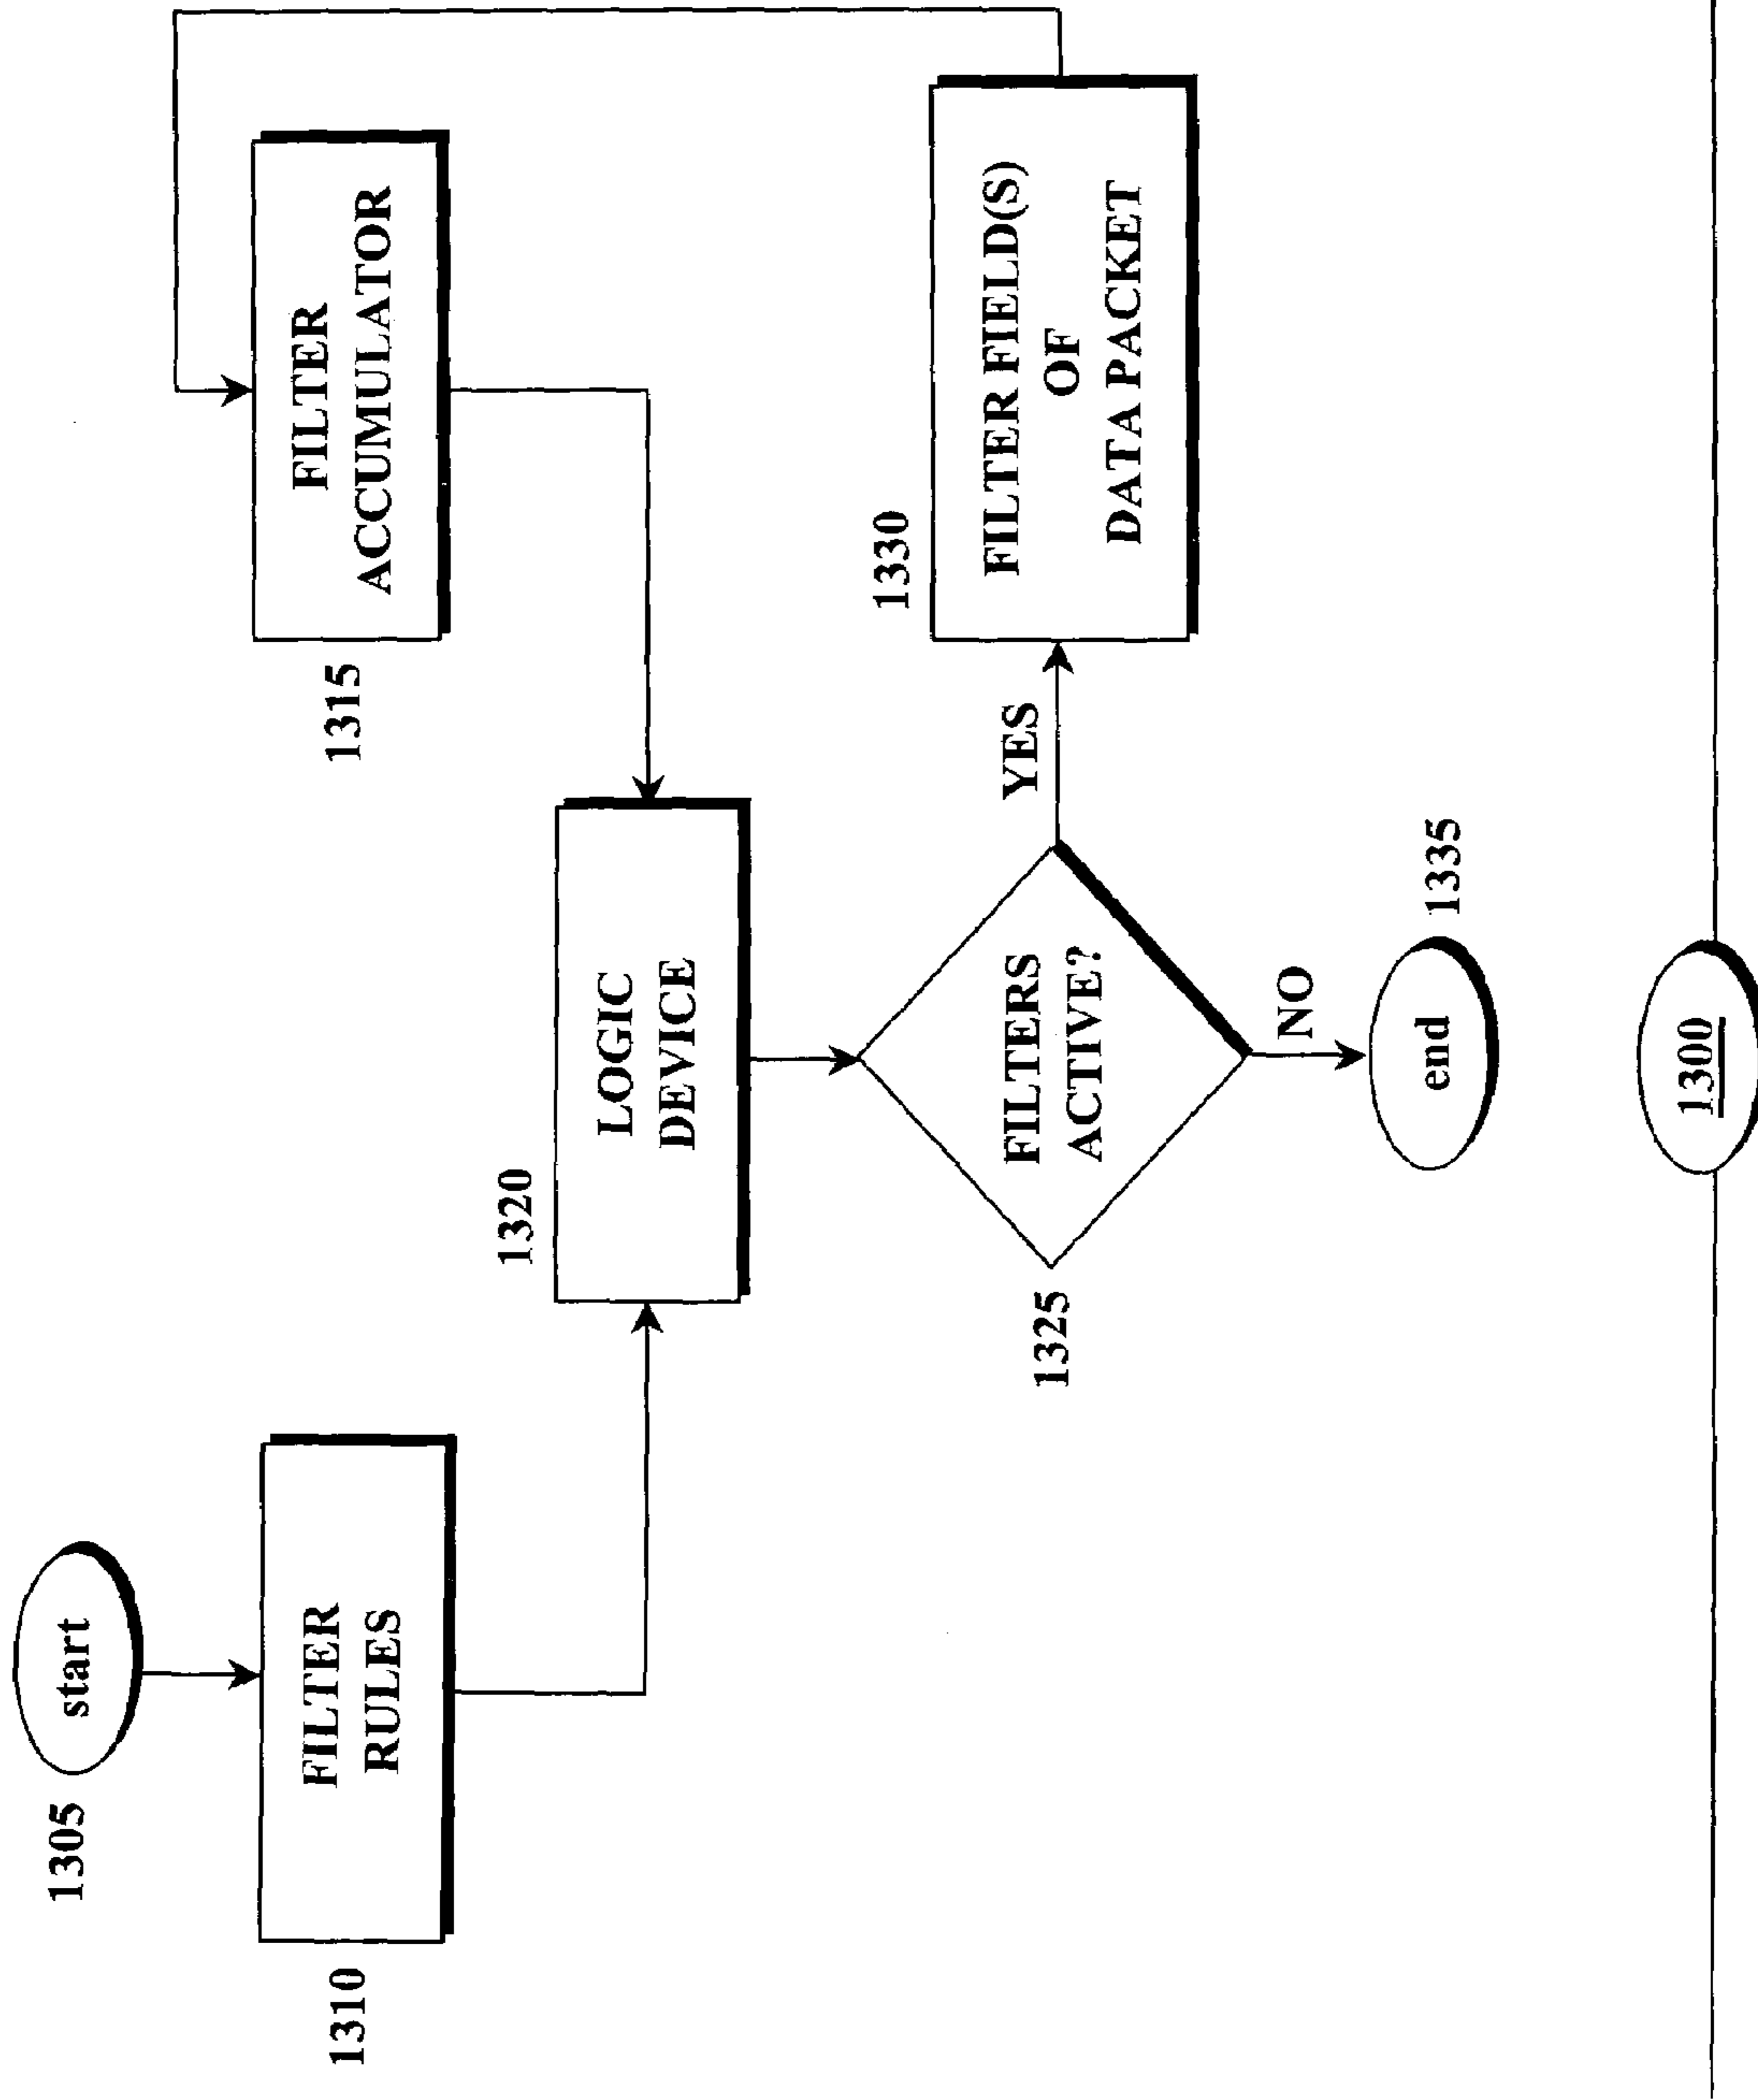 1305
start
1310
FILTER
RULES
1315
FILTER
ACCUMULATOR
1320
LOGIC
DEVICE
1325
FILTERS
ACTIVE?
YES
1330
FILTER FIELD(S)
OF
DATA PACKET
NO
end
1335
1300